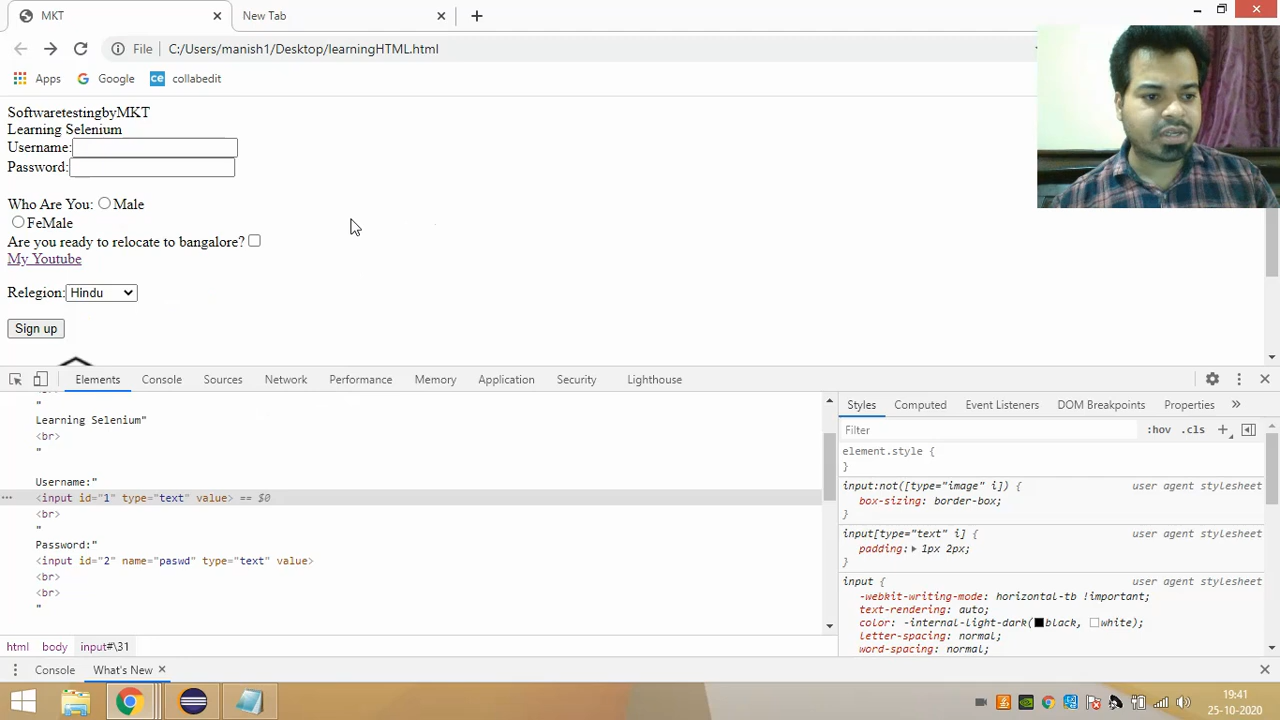 MKT
New Tab
File
C:/Users/manish1/Desktop/learningHTML.html
Apps
Google
ce
collabedit
SoftwaretestingbyMKT
Learning Selenium
Username:
Password:
Who Are You: Male
FeMale
Are you ready to relocate to bangalore?
My Youtube
Relegion: Hindu
Sign up
Elements
Console
Sources
Network
Performance
Memory
Application
Security
Lighthouse
"
Learning Selenium"
<br>
"
Username:"
<input id="1" type="text" value> == $0
<br>
"
Password:"
<input id="2" name="paswd" type="text" value>
<br>
<br>
"
html body input#\31
Styles
Computed
Event Listeners
DOM Breakpoints
Properties
Filter
:hov .cls
element.style {
}
input:not([type="image" i]) { user agent stylesheet
box-sizing: border-box;
}
input[type="text" i] { user agent stylesheet
padding: 1px 2px;
}
input { user agent stylesheet
-webkit-writing-mode: horizontal-tb !important;
text-rendering: auto;
color: -internal-light-dark( black, white);
letter-spacing: normal;
word-spacing: normal;
Console
What's New
19:41
25-10-2020